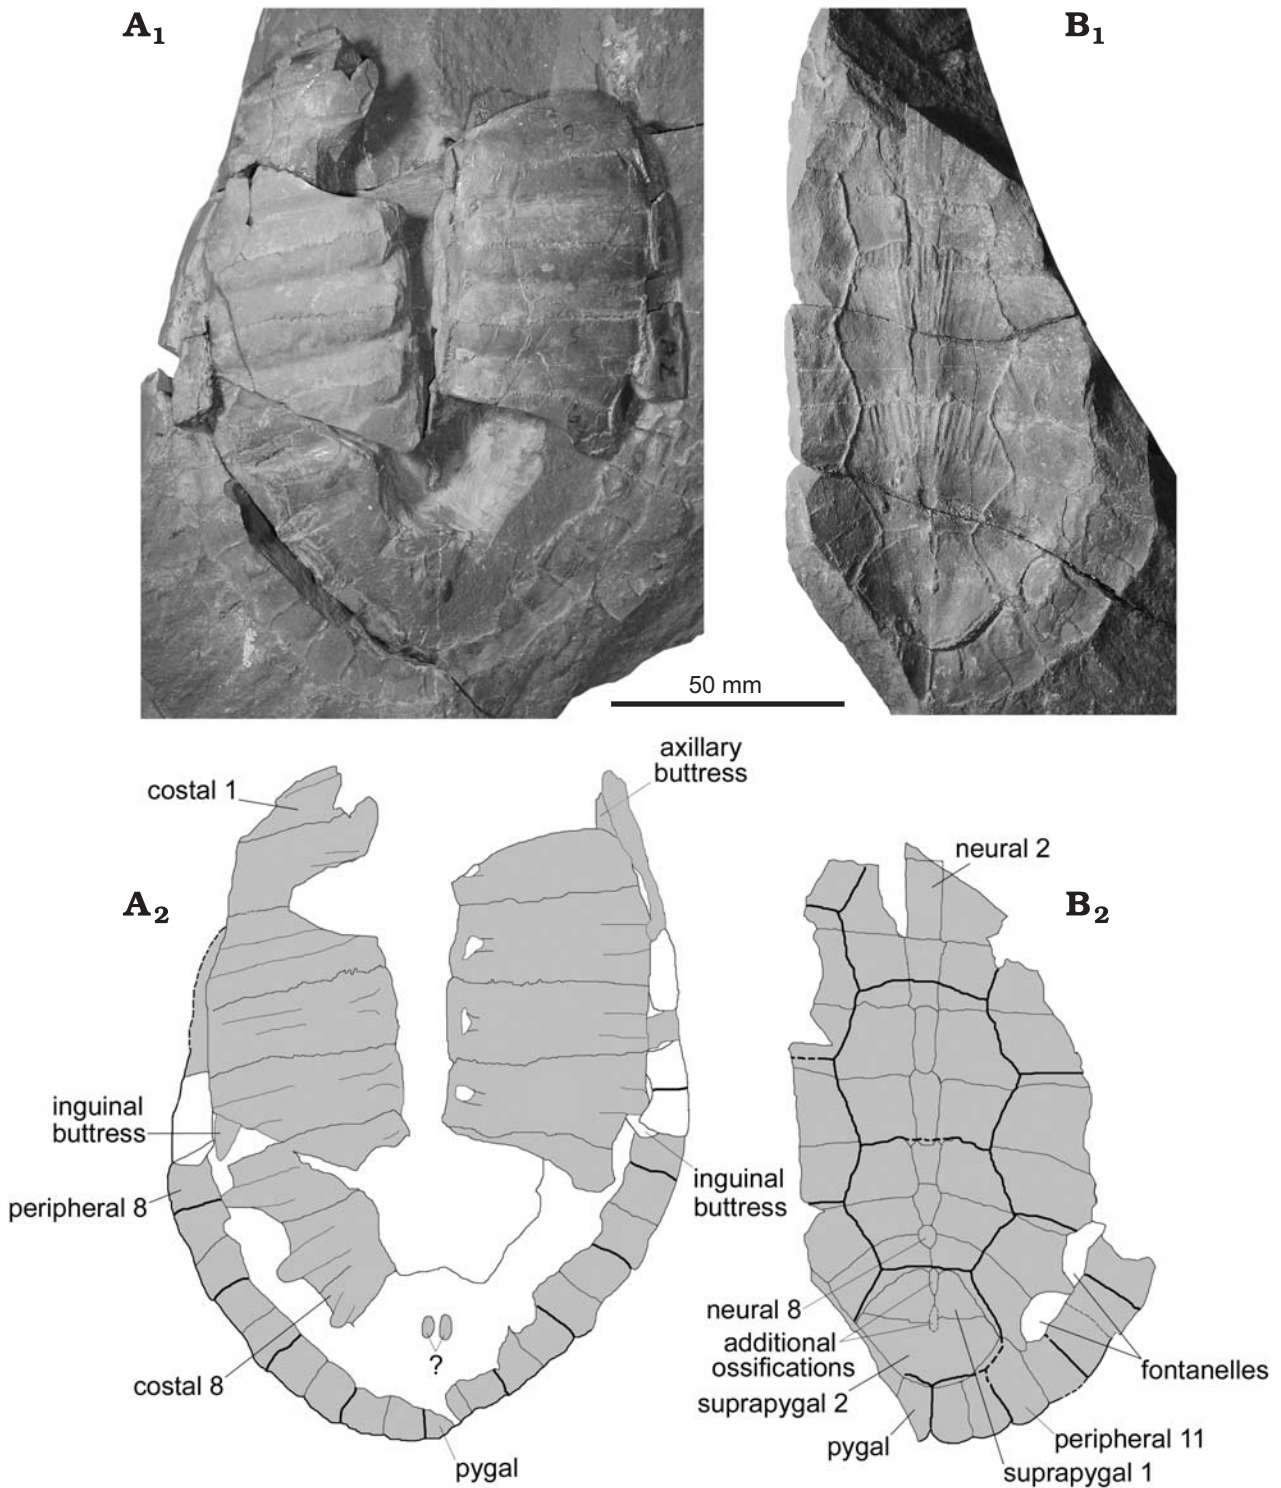 A1
B1
50 mm
axillary
buttress
costal 1
neural 2
A2
B2
inguinal
buttress
inguinal
buttress
peripheral 8
neural 8
additional
ossifications
fontanelles
costal 8
?
suprapygal 2
pygal
peripheral 11
pygal
suprapygal 1